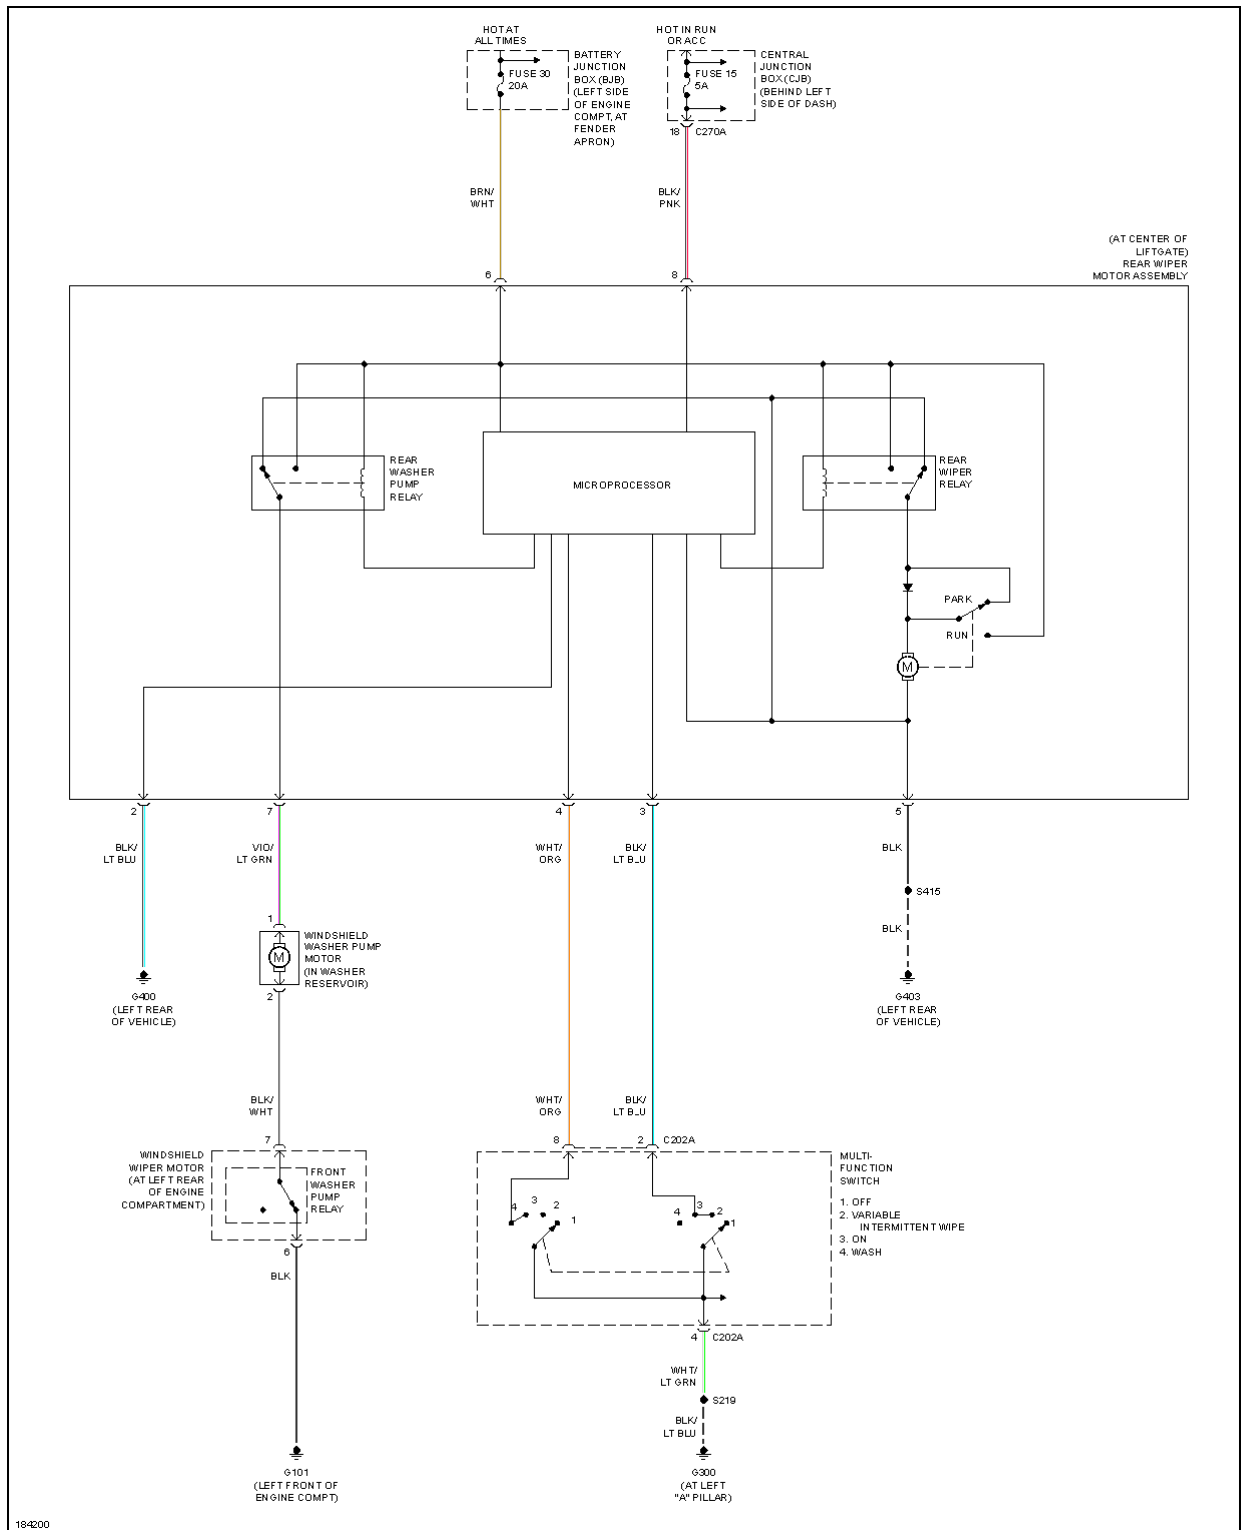 HOT AT
ALL TIMES
HOT IN RUN
OR ACC
FUSE 30
20A
BATTERY
JUNCTION
BOX (BJB)
(LEFT SIDE
OF ENGINE
COMPT, AT
FENDER
APRON)
FUSE 15
5A
CENTRAL
JUNCTION
BOX (CJB)
(BEHIND LEFT
SIDE OF DASH)
18 C270A
BRN/
WHT
BLK/
PNK
(AT CENTER OF
LIFTGATE)
REAR WIPER
MOTOR ASSEMBLY
6
8
REAR
WASHER
PUMP
RELAY
MICROPROCESSOR
REAR
WIPER
RELAY
PARK
RUN
M
2
7
4
3
5
BLK/
LT BLU
VIO/
LT GRN
WHT/
ORG
BLK/
LT BLU
BLK
S415
BLK
1
M
WINDSHIELD
WASHER PUMP
MOTOR
(IN WASHER
RESERVOIR)
2
G400
(LEFT REAR
OF VEHICLE)
G403
(LEFT REAR
OF VEHICLE)
BLK/
WHT
WHT/
ORG
BLK/
LT BLU
7
8
2 C202A
WINDSHIELD
WIPER MOTOR
(AT LEFT REAR
OF ENGINE
COMPARTMENT)
FRONT
WASHER
PUMP
RELAY
4 3 2 1
4 3 2 1
MULTI-
FUNCTION
SWITCH
1. OFF
2. VARIABLE
INTERMITTENT WIPE
3. ON
4. WASH
6
BLK
4 C202A
WHT/
LT GRN
S219
BLK/
LT BLU
G101
(LEFT FRONT OF
ENGINE COMPT)
G300
(AT LEFT
"A" PILLAR)
184200